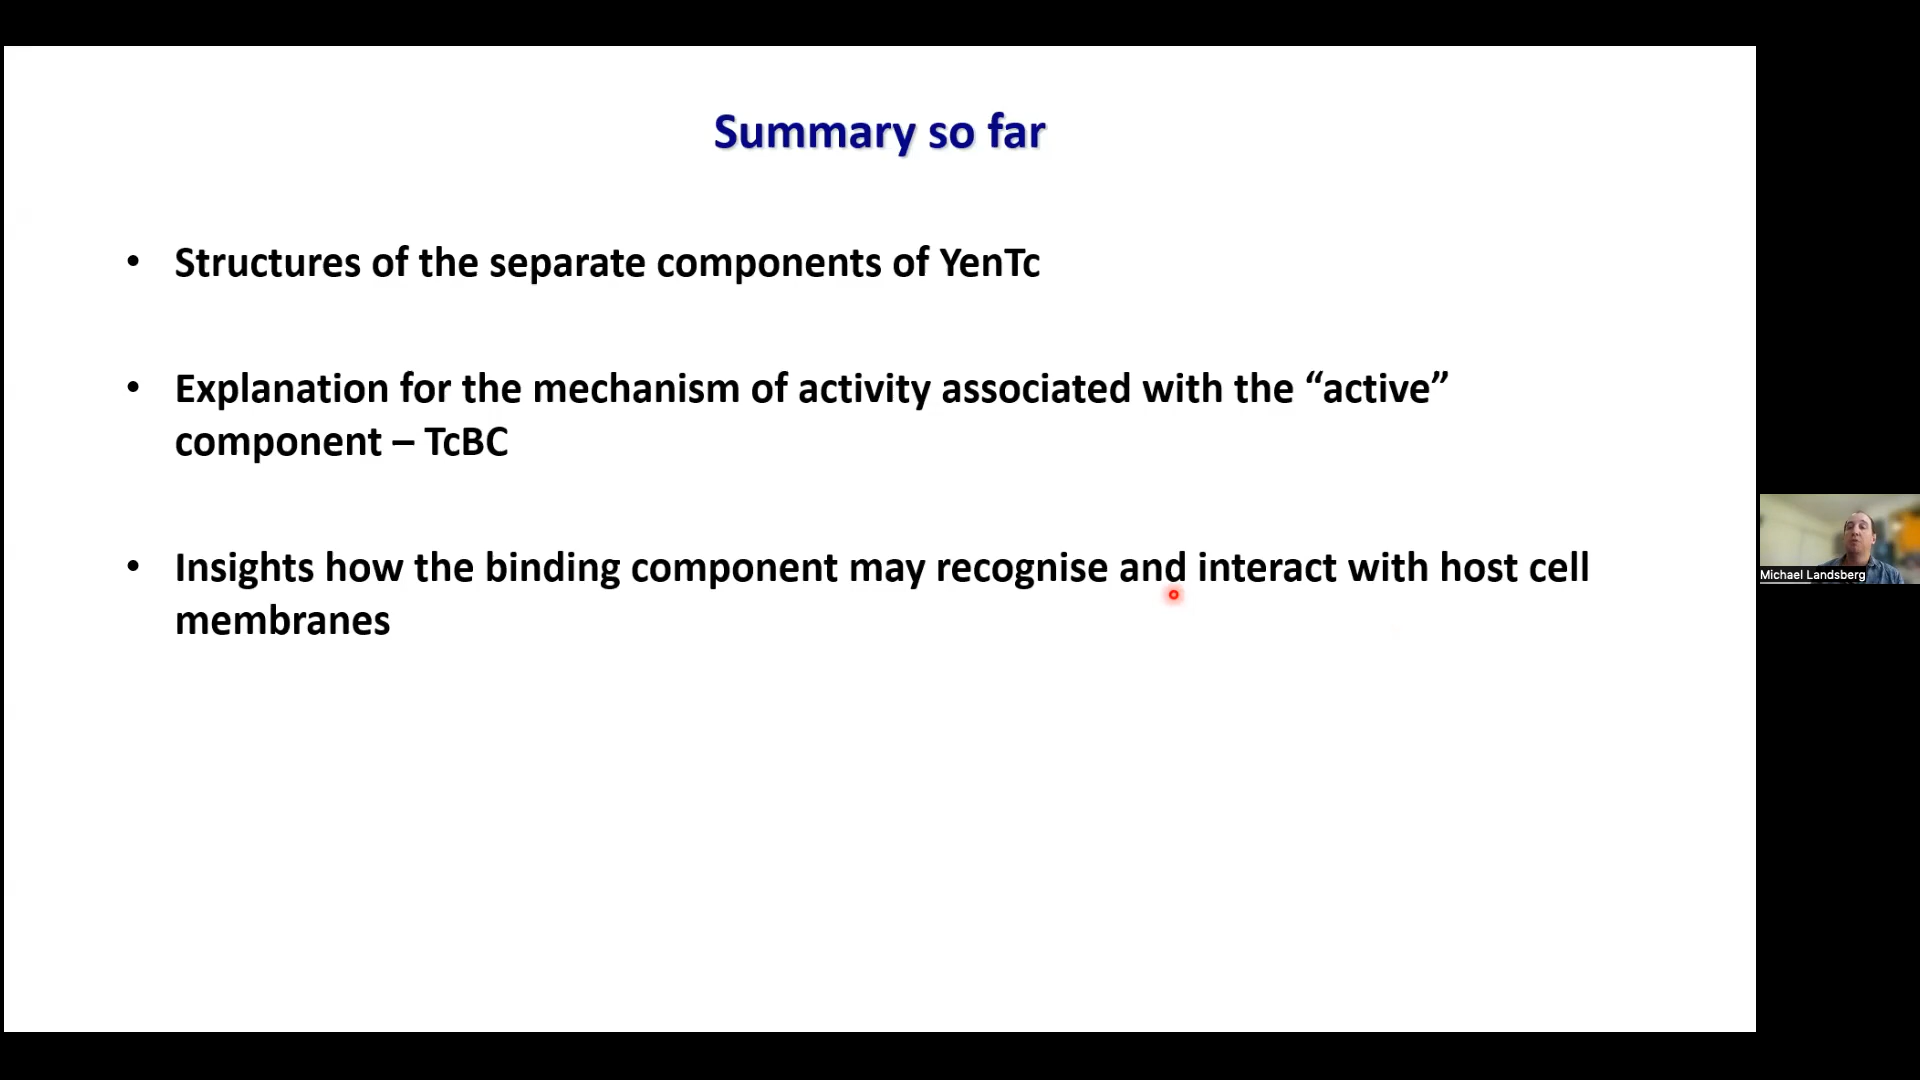 Summary so far
• Structures of the separate components of YenTc
• Explanation for the mechanism of activity associated with the “active”
component – TcBC
• Insights how the binding component may recognise and interact with host cell
membranes
Michael Landsberg